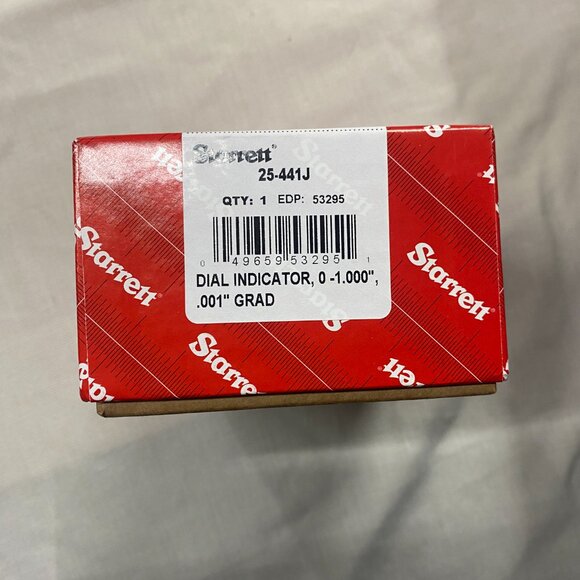 Starrett®
25-441J
QTY: 1 EDP: 53295
0 49659 53295 1
DIAL INDICATOR, 0 -1.000",
.001" GRAD
Starrett®
Starrett®
Starrett®